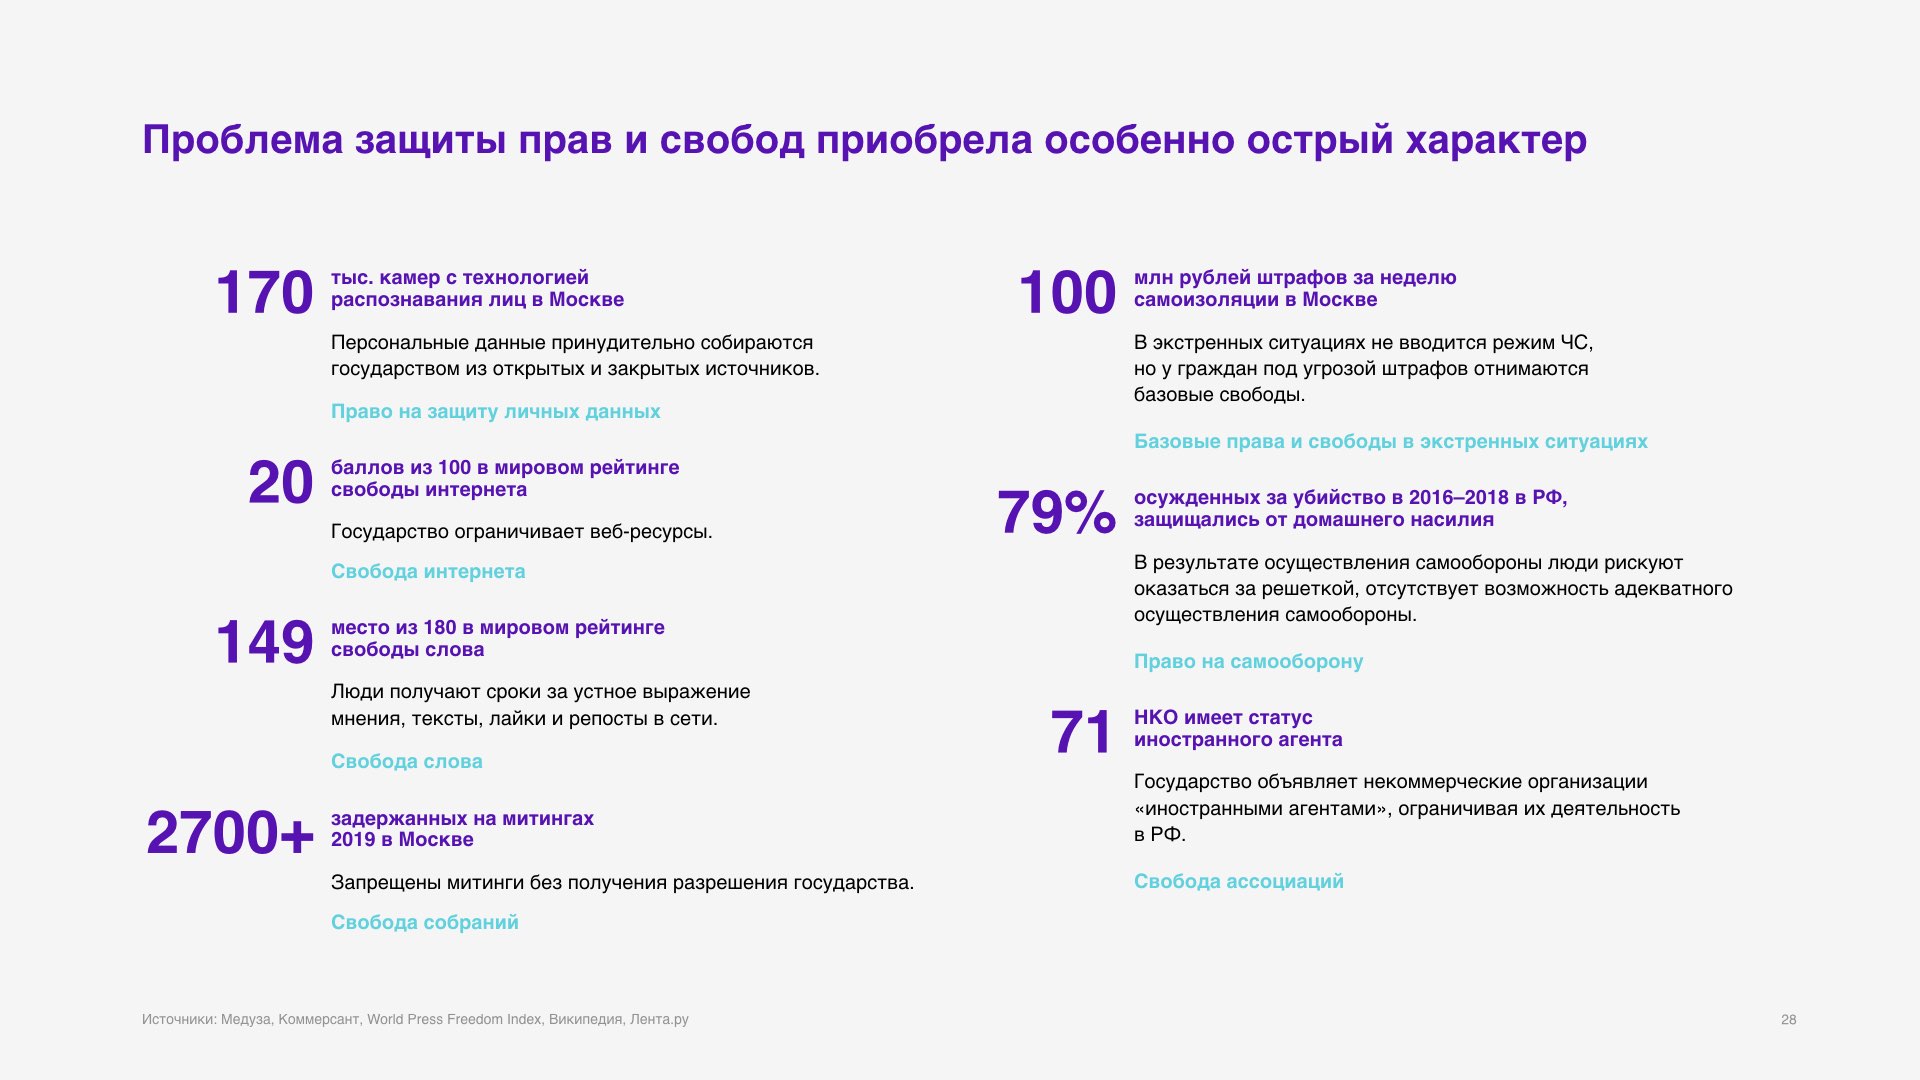 Проблема защиты прав и свобод приобрела особенно острый характер
170
тыс. камер с технологией
распознавания лиц в Москве
Персональные данные принудительно собираются
государством из открытых и закрытых источников.
Право на защиту личных данных
20
баллов из 100 в мировом рейтинге
свободы интернета
Государство ограничивает веб-ресурсы.
Свобода интернета
149
место из 180 в мировом рейтинге
свободы слова
Люди получают сроки за устное выражение
мнения, тексты, лайки и репосты в сети.
Свобода слова
2700+
задержанных на митингах
2019 в Москве
Запрещены митинги без получения разрешения государства.
Свобода собраний
100
млн рублей штрафов за неделю
самоизоляции в Москве
В экстренных ситуациях не вводится режим ЧС,
но у граждан под угрозой штрафов отнимаются
базовые свободы.
Базовые права и свободы в экстренных ситуациях
79%
осужденных за убийство в 2016–2018 в РФ,
защищались от домашнего насилия
В результате осуществления самообороны люди рискуют
оказаться за решеткой, отсутствует возможность адекватного
осуществления самообороны.
Право на самооборону
71
НКО имеет статус
иностранного агента
Государство объявляет некоммерческие организации
«иностранными агентами», ограничивая их деятельность
в РФ.
Свобода ассоциаций
Источники: Медуза, Коммерсант, World Press Freedom Index, Википедия, Лента.ру
28